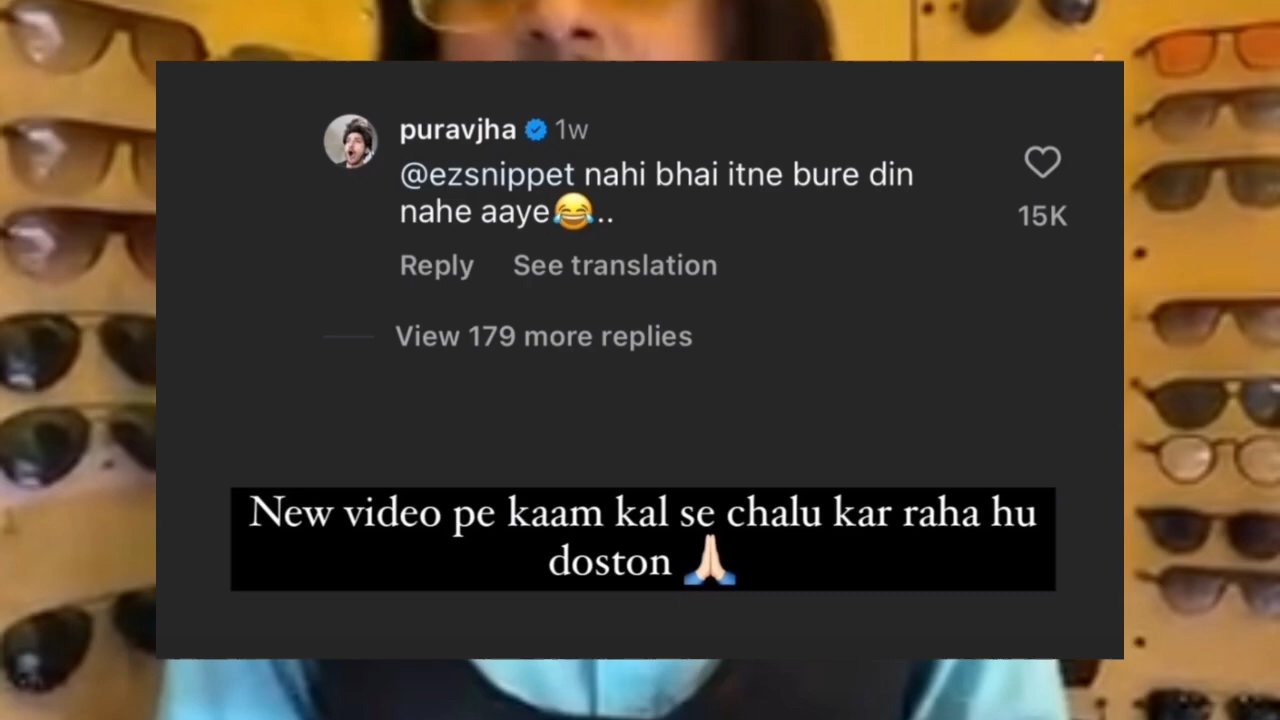 puravjha 1w
@ezsnippet nahi bhai itne bure din
nahe aaye😂..
15K
Reply See translation
View 179 more replies
New video pe kaam kal se chalu kar raha hu
doston 🙏🏻